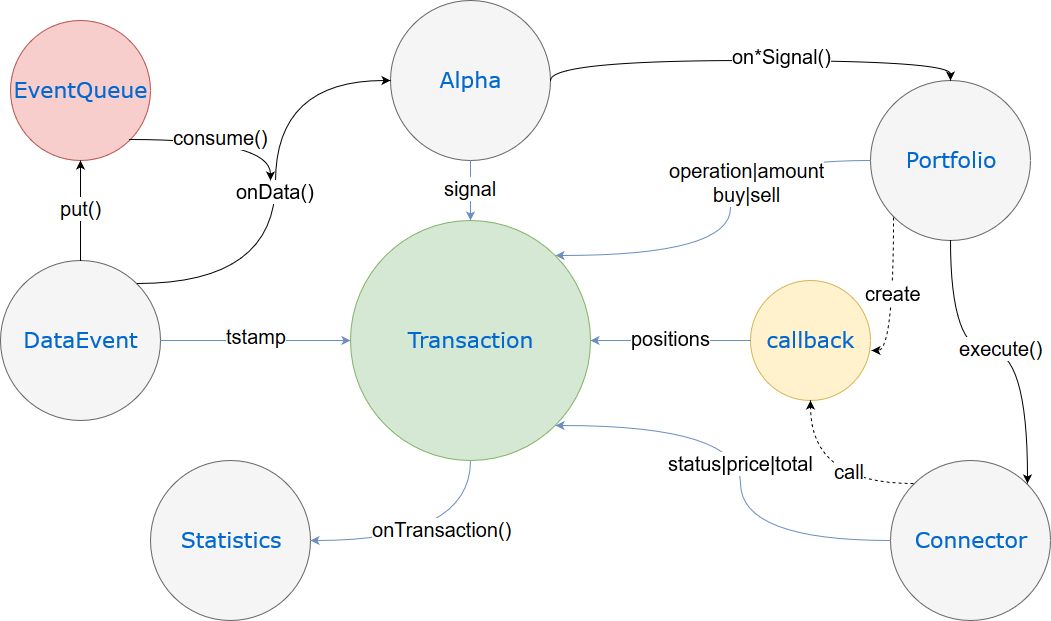 Alpha
on*Signal()
EventQueue
consume()
Portfolio
operation|amount
buy|sell
signal
onData()
put()
create
DataEvent
tstamp
Transaction
positions
callback
execute()
status|price|total
call
onTransaction()
Statistics
Connector